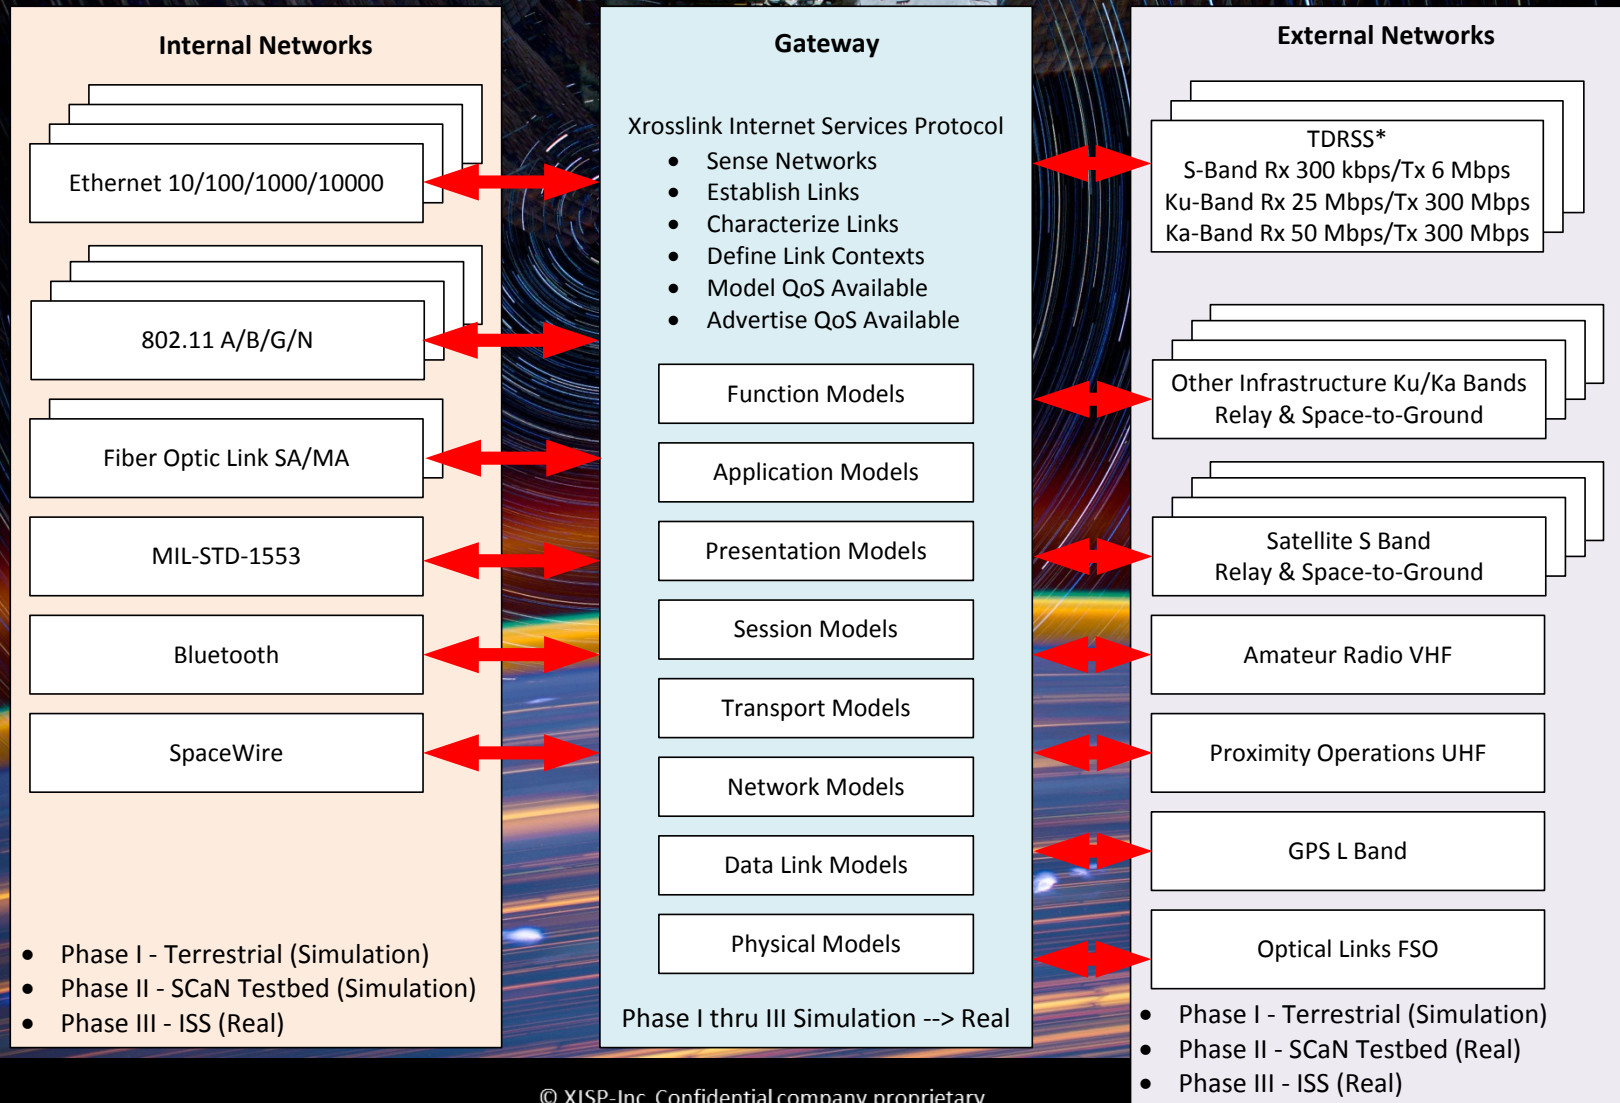 Internal Networks
Ethernet 10/100/1000/10000
802.11 A/B/G/N
Fiber Optic Link SA/MA
MIL-STD-1553
Bluetooth
SpaceWire
• Phase I - Terrestrial (Simulation)
• Phase II - SCaN Testbed (Simulation)
• Phase III - ISS (Real)
Gateway
Xrosslink Internet Services Protocol
• Sense Networks
• Establish Links
• Characterize Links
• Define Link Contexts
• Model QoS Available
• Advertise QoS Available
Function Models
Application Models
Presentation Models
Session Models
Transport Models
Network Models
Data Link Models
Physical Models
Phase I thru III Simulation --> Real
External Networks
TDRSS*
S-Band Rx 300 kbps/Tx 6 Mbps
Ku-Band Rx 25 Mbps/Tx 300 Mbps
Ka-Band Rx 50 Mbps/Tx 300 Mbps
Other Infrastructure Ku/Ka Bands
Relay & Space-to-Ground
Satellite S Band
Relay & Space-to-Ground
Amateur Radio VHF
Proximity Operations UHF
GPS L Band
Optical Links FSO
• Phase I - Terrestrial (Simulation)
• Phase II - SCaN Testbed (Real)
• Phase III - ISS (Real)
© XISP-Inc Confidential company proprietary